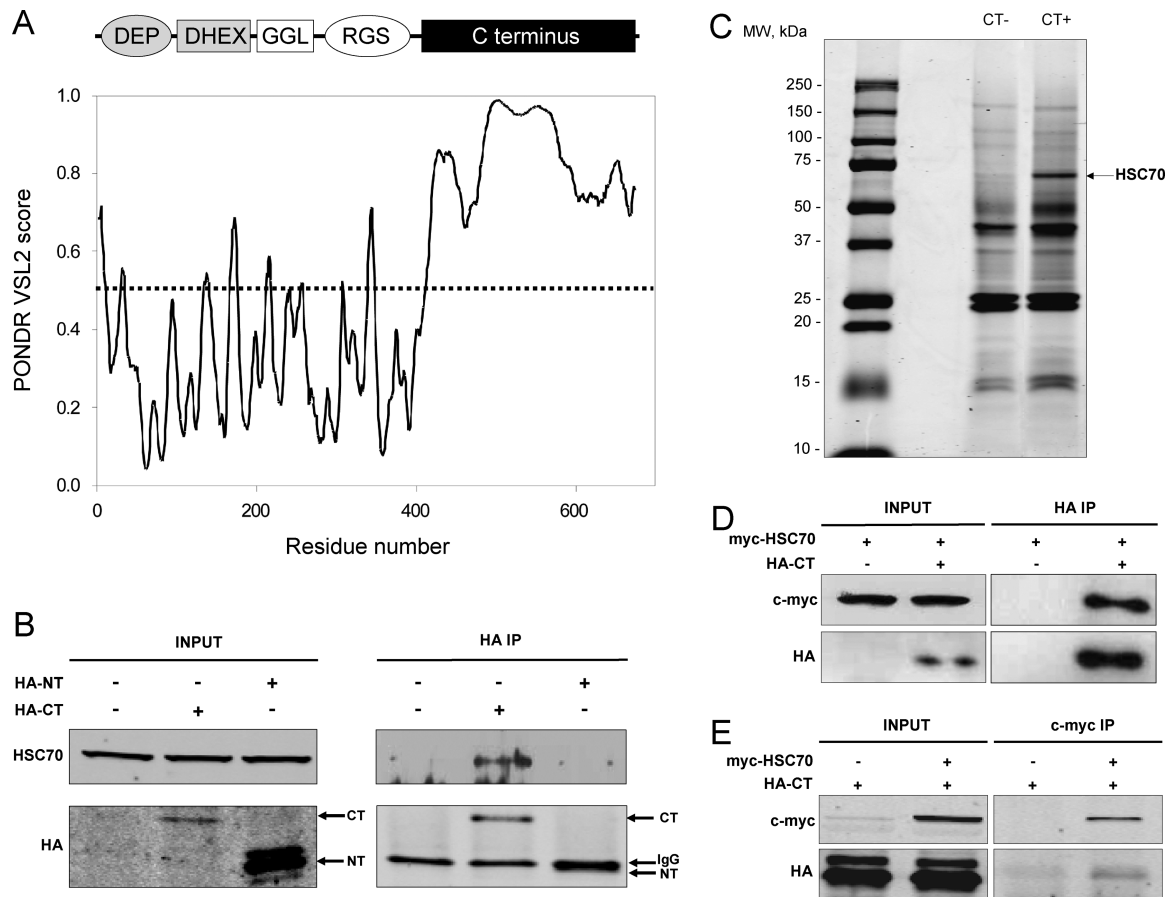 A
DEP DHEX GGL RGS C terminus
PONDR VSL2 score
1.0
0.8
0.6
0.4
0.2
0.0
0 200 400 600
Residue number
B
INPUT HA IP
HA-NT - - + - - +
HA-CT - + - - + -
HSC70
HA
CT
NT
CT
IgG
NT
C
MW, kDa
CT- CT+
250 -
150 -
100 -
75 -
50 -
37 -
25 -
20 -
15 -
10 -
HSC70
D
INPUT HA IP
myc-HSC70 + + + +
HA-CT - + - +
c-myc
HA
E
INPUT c-myc IP
myc-HSC70 - + - +
HA-CT + + + +
c-myc
HA